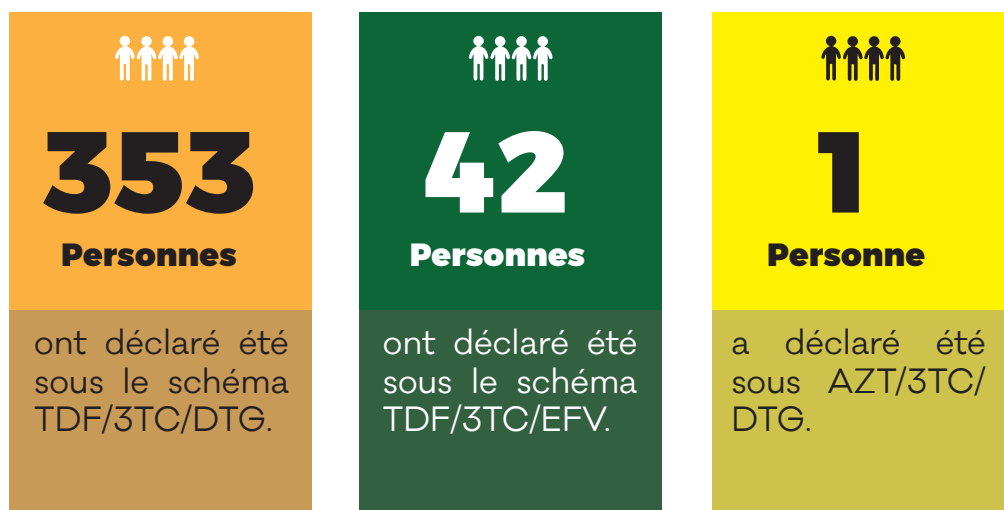 353
Personnes
ont déclaré été
sous le schéma
TDF/3TC/DTG.
42
Personnes
ont déclaré été
sous le schéma
TDF/3TC/EFV.
1
Personne
a déclaré été
sous AZT/3TC/
DTG.